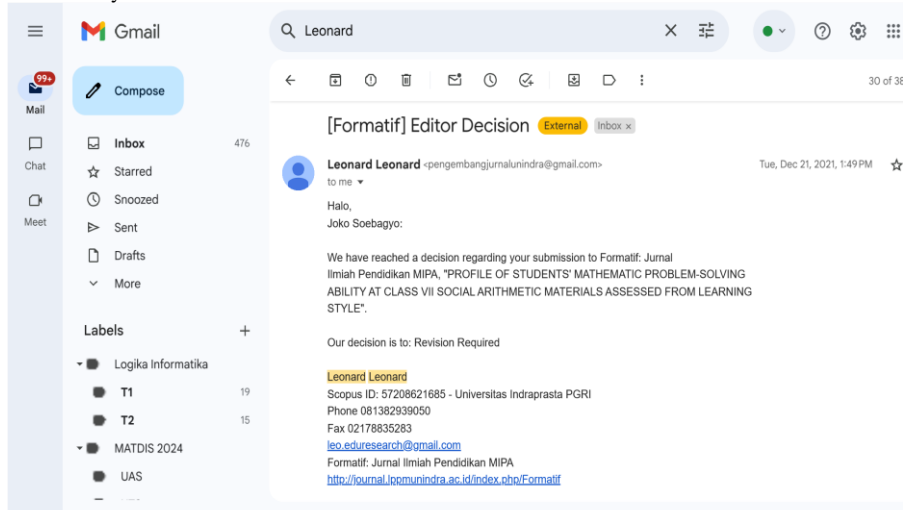 Gmail
Leonard
99+
Mail
Chat
Meet
Compose
Inbox 476
Starred
Snoozed
Sent
Drafts
More
Labels +
Logika Informatika
T1 19
T2 15
MATDIS 2024
UAS
30 of 38
[Formatif] Editor Decision External Inbox ×
Leonard Leonard <pengembangjurnalunindra@gmail.com> Tue, Dec 21, 2021, 1:49 PM
to me
Halo,
Joko Soebagyo:
We have reached a decision regarding your submission to Formatif: Jurnal
Ilmiah Pendidikan MIPA, "PROFILE OF STUDENTS' MATHEMATIC PROBLEM-SOLVING
ABILITY AT CLASS VII SOCIAL ARITHMETIC MATERIALS ASSESSED FROM LEARNING
STYLE".
Our decision is to: Revision Required
Leonard Leonard
Scopus ID: 57208621685 - Universitas Indraprasta PGRI
Phone 081382939050
Fax 02178835283
leo.eduresearch@gmail.com
Formatif: Jurnal Ilmiah Pendidikan MIPA
http://journal.lppmunindra.ac.id/index.php/Formatif